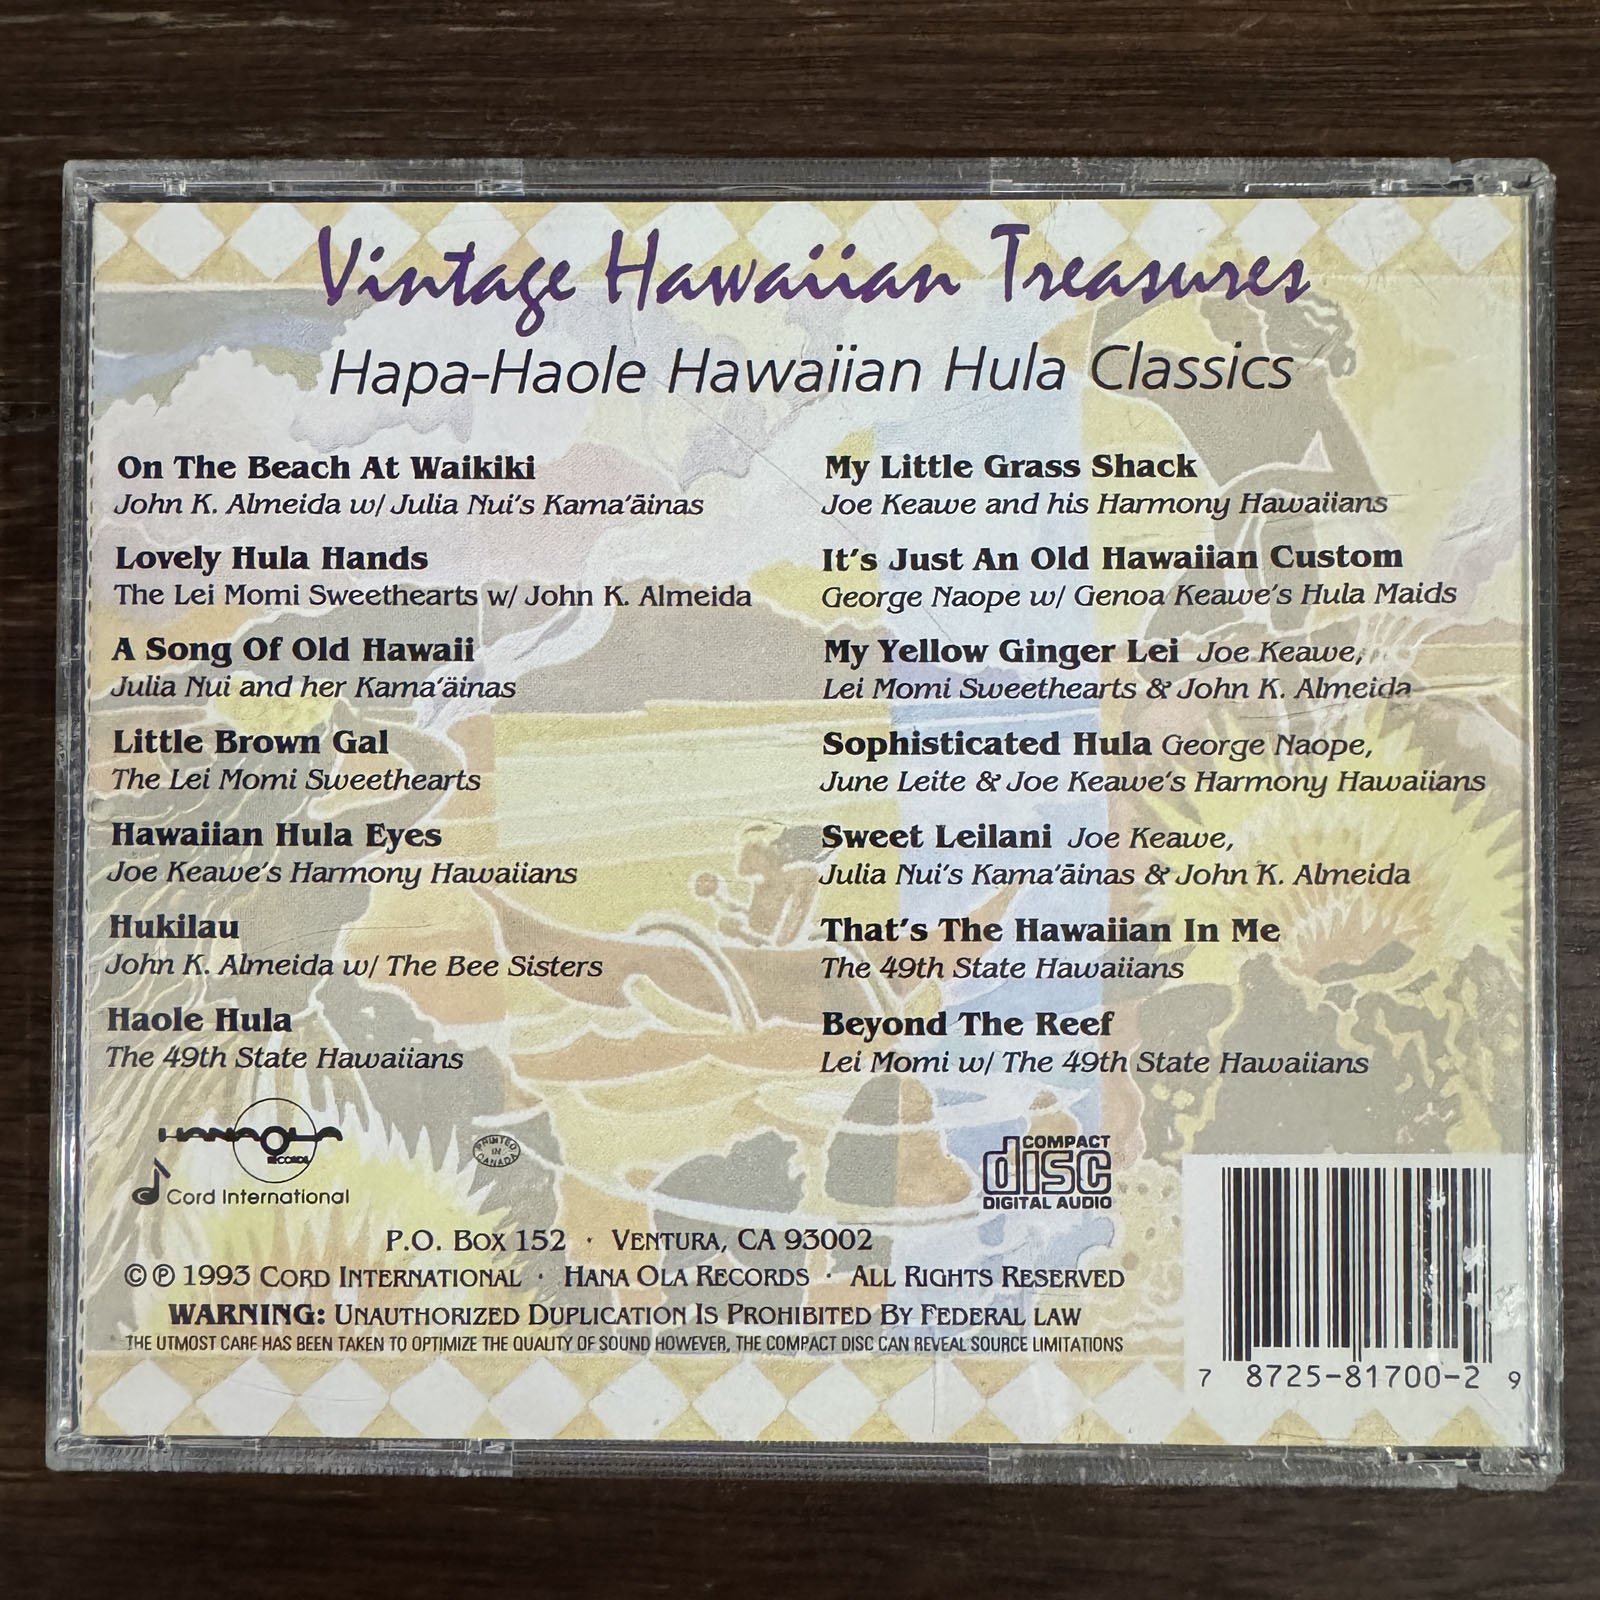 Vintage Hawaiian Treasures
Hapa-Haole Hawaiian Hula Classics
On The Beach At Waikiki
John K. Almeida w/ Julia Nui's Kama'āinas
Lovely Hula Hands
The Lei Momi Sweethearts w/ John K. Almeida
A Song Of Old Hawaii
Julia Nui and her Kama'äinas
Little Brown Gal
The Lei Momi Sweethearts
Hawaiian Hula Eyes
Joe Keawe's Harmony Hawaiians
Hukilau
John K. Almeida w/ The Bee Sisters
Haole Hula
The 49th State Hawaiians
My Little Grass Shack
Joe Keawe and his Harmony Hawaiians
It's Just An Old Hawaiian Custom
George Naope w/ Genoa Keawe's Hula Maids
My Yellow Ginger Lei Joe Keawe,
Lei Momi Sweethearts & John K. Almeida
Sophisticated Hula George Naope,
June Leite & Joe Keawe's Harmony Hawaiians
Sweet Leilani Joe Keawe,
Julia Nui's Kama'āinas & John K. Almeida
That's The Hawaiian In Me
The 49th State Hawaiians
Beyond The Reef
Lei Momi w/ The 49th State Hawaiians
HANA OLA
RECORDS
Cord International
PRINTED
IN
CANADA
COMPACT
disc
DIGITAL AUDIO
P.O. BOX 152 · VENTURA, CA 93002
© ℗ 1993 CORD INTERNATIONAL · HANA OLA RECORDS · ALL RIGHTS RESERVED
WARNING: UNAUTHORIZED DUPLICATION IS PROHIBITED BY FEDERAL LAW
THE UTMOST CARE HAS BEEN TAKEN TO OPTIMIZE THE QUALITY OF SOUND HOWEVER, THE COMPACT DISC CAN REVEAL SOURCE LIMITATIONS
7 8725-81700-2 9